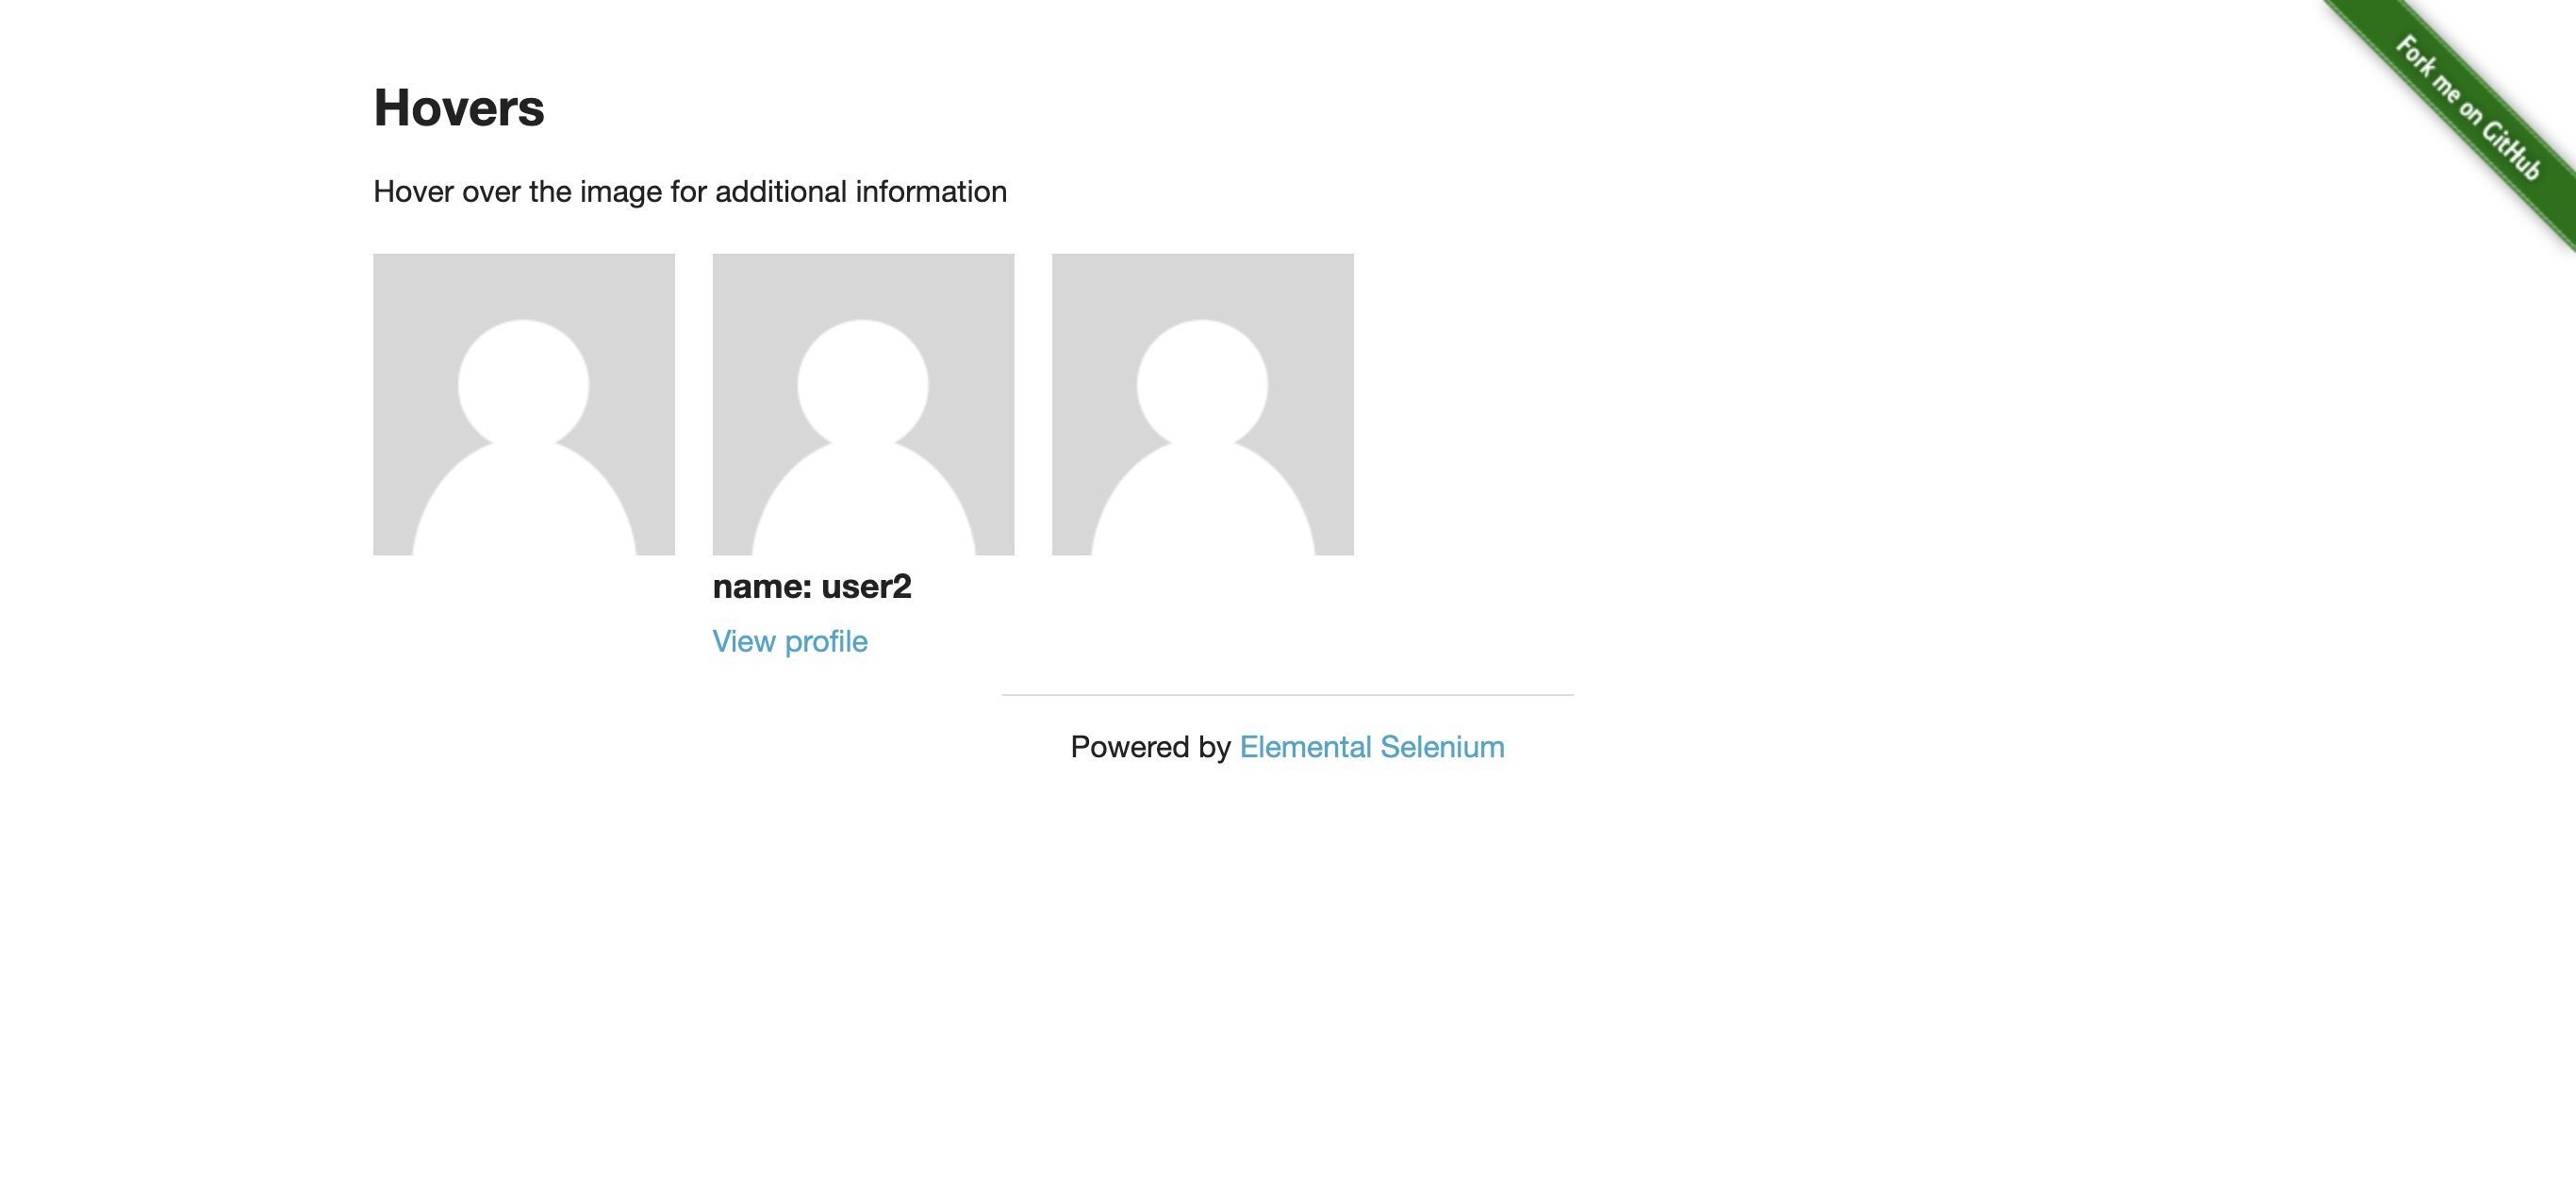 Fork me on GitHub
Hovers
Hover over the image for additional information
name: user2
View profile
Powered by Elemental Selenium